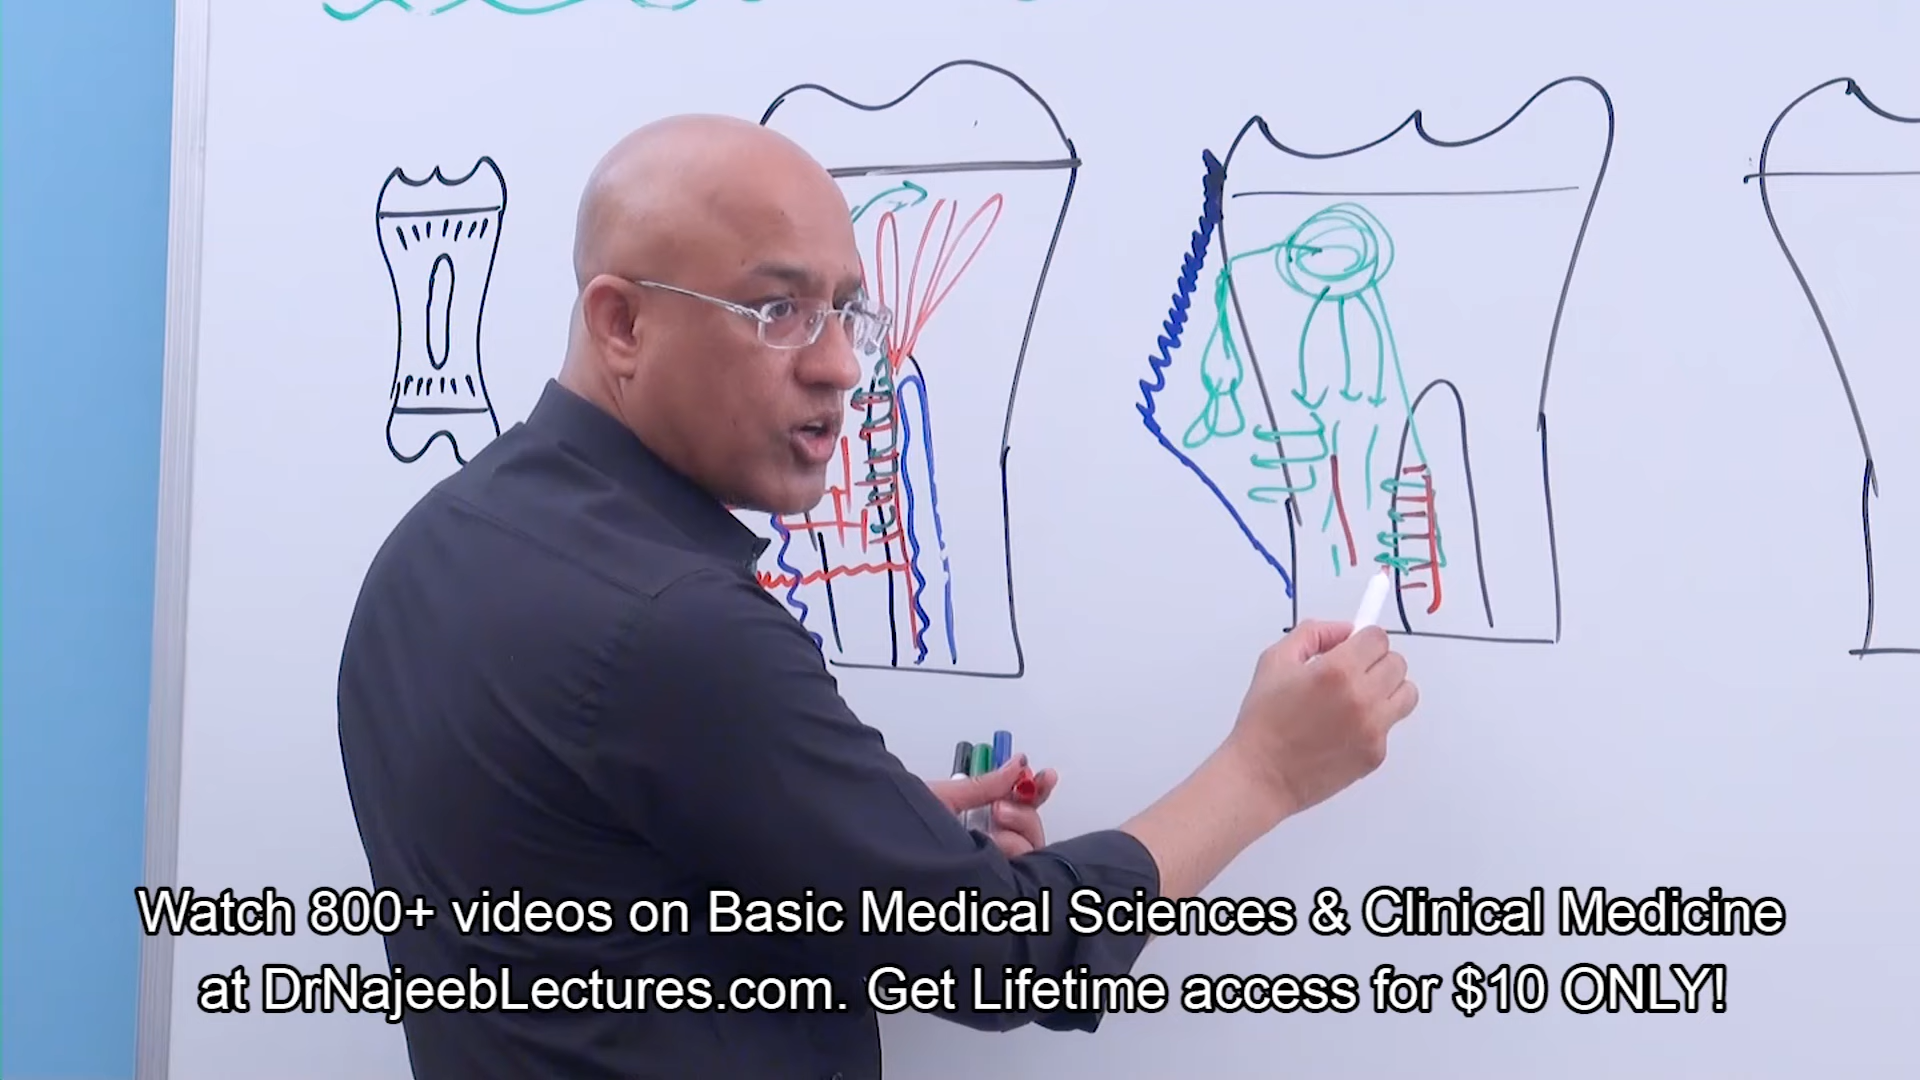 Watch 800+ videos on Basic Medical Sciences & Clinical Medicine
at DrNajeebLectures.com. Get Lifetime access for $10 ONLY!